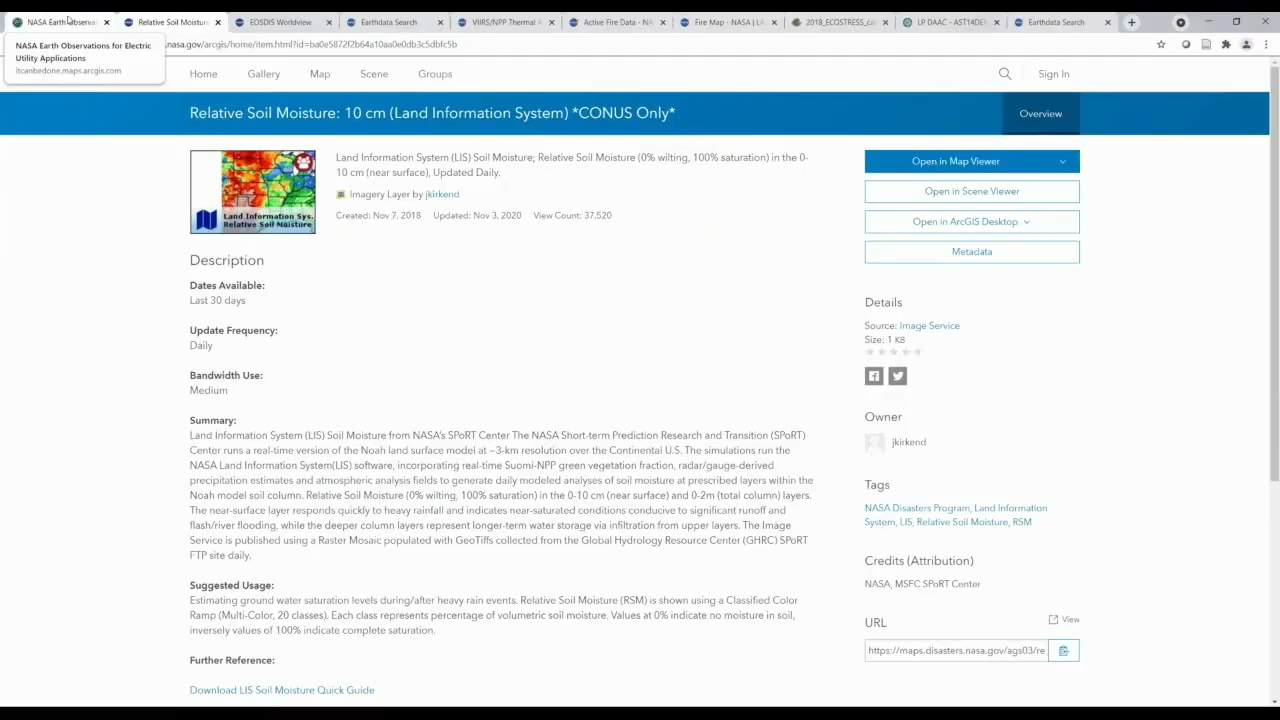 NASA Earth Observa
Relative Soil Moisture:
EOSDIS Worldview
Earthdata Search
VIIRS/NPP Thermal A
Active Fire Data - NA
Fire Map - NASA | L
2018_ECOSTRESS_ca
LP DAAC - AST14DE
Earthdata Search
NASA Earth Observations for Electric
Utility Applications
itcanbedone.maps.arcgis.com
.nasa.gov/arcgis/home/item.html?id=ba0e5872f2b64a10aa0e0db3c5dbfc5b
Home
Gallery
Map
Scene
Groups
Sign In
Relative Soil Moisture: 10 cm (Land Information System) *CONUS Only*
Overview
Land Information Sys.
Relative Soil Moisture
Land Information System (LIS) Soil Moisture; Relative Soil Moisture (0% wilting, 100% saturation) in the 0-
10 cm (near surface), Updated Daily.
Imagery Layer by jkirkend
Created: Nov 7, 2018 Updated: Nov 3, 2020 View Count: 37,520
Open in Map Viewer
Open in Scene Viewer
Open in ArcGIS Desktop
Metadata
Description
Dates Available:
Last 30 days
Update Frequency:
Daily
Bandwidth Use:
Medium
Summary:
Land Information System (LIS) Soil Moisture from NASA's SPoRT Center The NASA Short-term Prediction Research and Transition (SPoRT)
Center runs a real-time version of the Noah land surface model at ~3-km resolution over the Continental U.S. The simulations run the
NASA Land Information System(LIS) software, incorporating real-time Suomi-NPP green vegetation fraction, radar/gauge-derived
precipitation estimates and atmospheric analysis fields to generate daily modeled analyses of soil moisture at prescribed layers within the
Noah model soil column. Relative Soil Moisture (0% wilting, 100% saturation) in the 0-10 cm (near surface) and 0-2m (total column) layers.
The near-surface layer responds quickly to heavy rainfall and indicates near-saturated conditions conducive to significant runoff and
flash/river flooding, while the deeper column layers represent longer-term water storage via infiltration from upper layers. The Image
Service is published using a Raster Mosaic populated with GeoTiffs collected from the Global Hydrology Resource Center (GHRC) SPoRT
FTP site daily.
Suggested Usage:
Estimating ground water saturation levels during/after heavy rain events. Relative Soil Moisture (RSM) is shown using a Classified Color
Ramp (Multi-Color, 20 classes). Each class represents percentage of volumetric soil moisture. Values at 0% indicate no moisture in soil,
inversely values of 100% indicate complete saturation.
Further Reference:
Download LIS Soil Moisture Quick Guide
Details
Source: Image Service
Size: 1 KB
Owner
jkirkend
Tags
NASA Disasters Program, Land Information
System, LIS, Relative Soil Moisture, RSM
Credits (Attribution)
NASA, MSFC SPoRT Center
URL
View
https://maps.disasters.nasa.gov/ags03/re